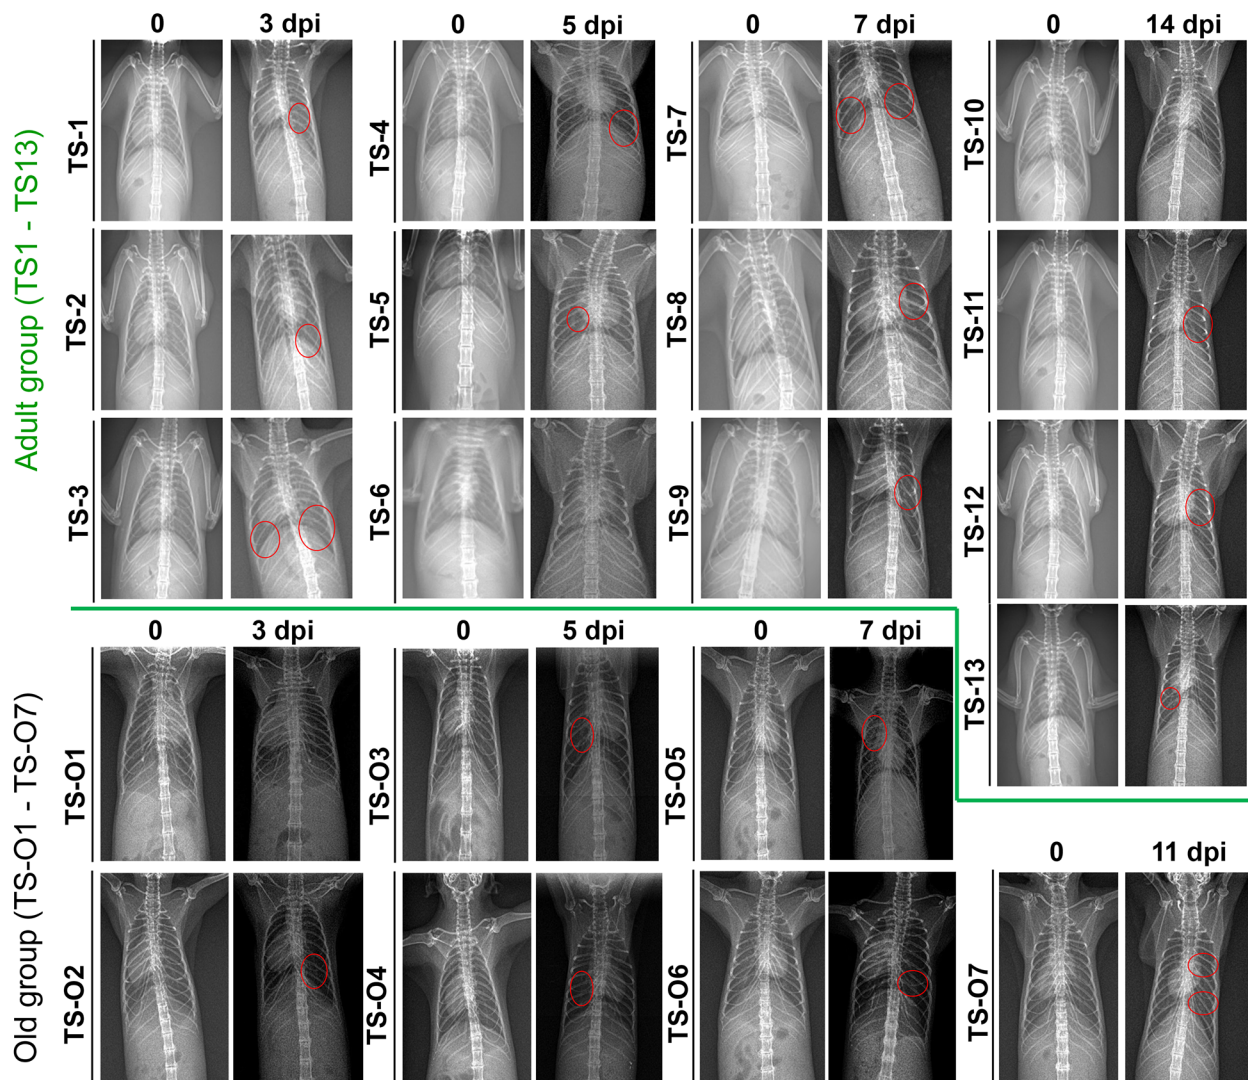 0 3 dpi 0 5 dpi 0 7 dpi 0 14 dpi
Adult group (TS1 - TS13)
TS-1
TS-4
TS-7
TS-10
TS-2
TS-5
TS-8
TS-11
TS-3
TS-6
TS-9
TS-12
TS-13
0 3 dpi 0 5 dpi 0 7 dpi
Old group (TS-O1 - TS-O7)
TS-O1
TS-O3
TS-O5
0 11 dpi
TS-O2
TS-O4
TS-O6
TS-O7